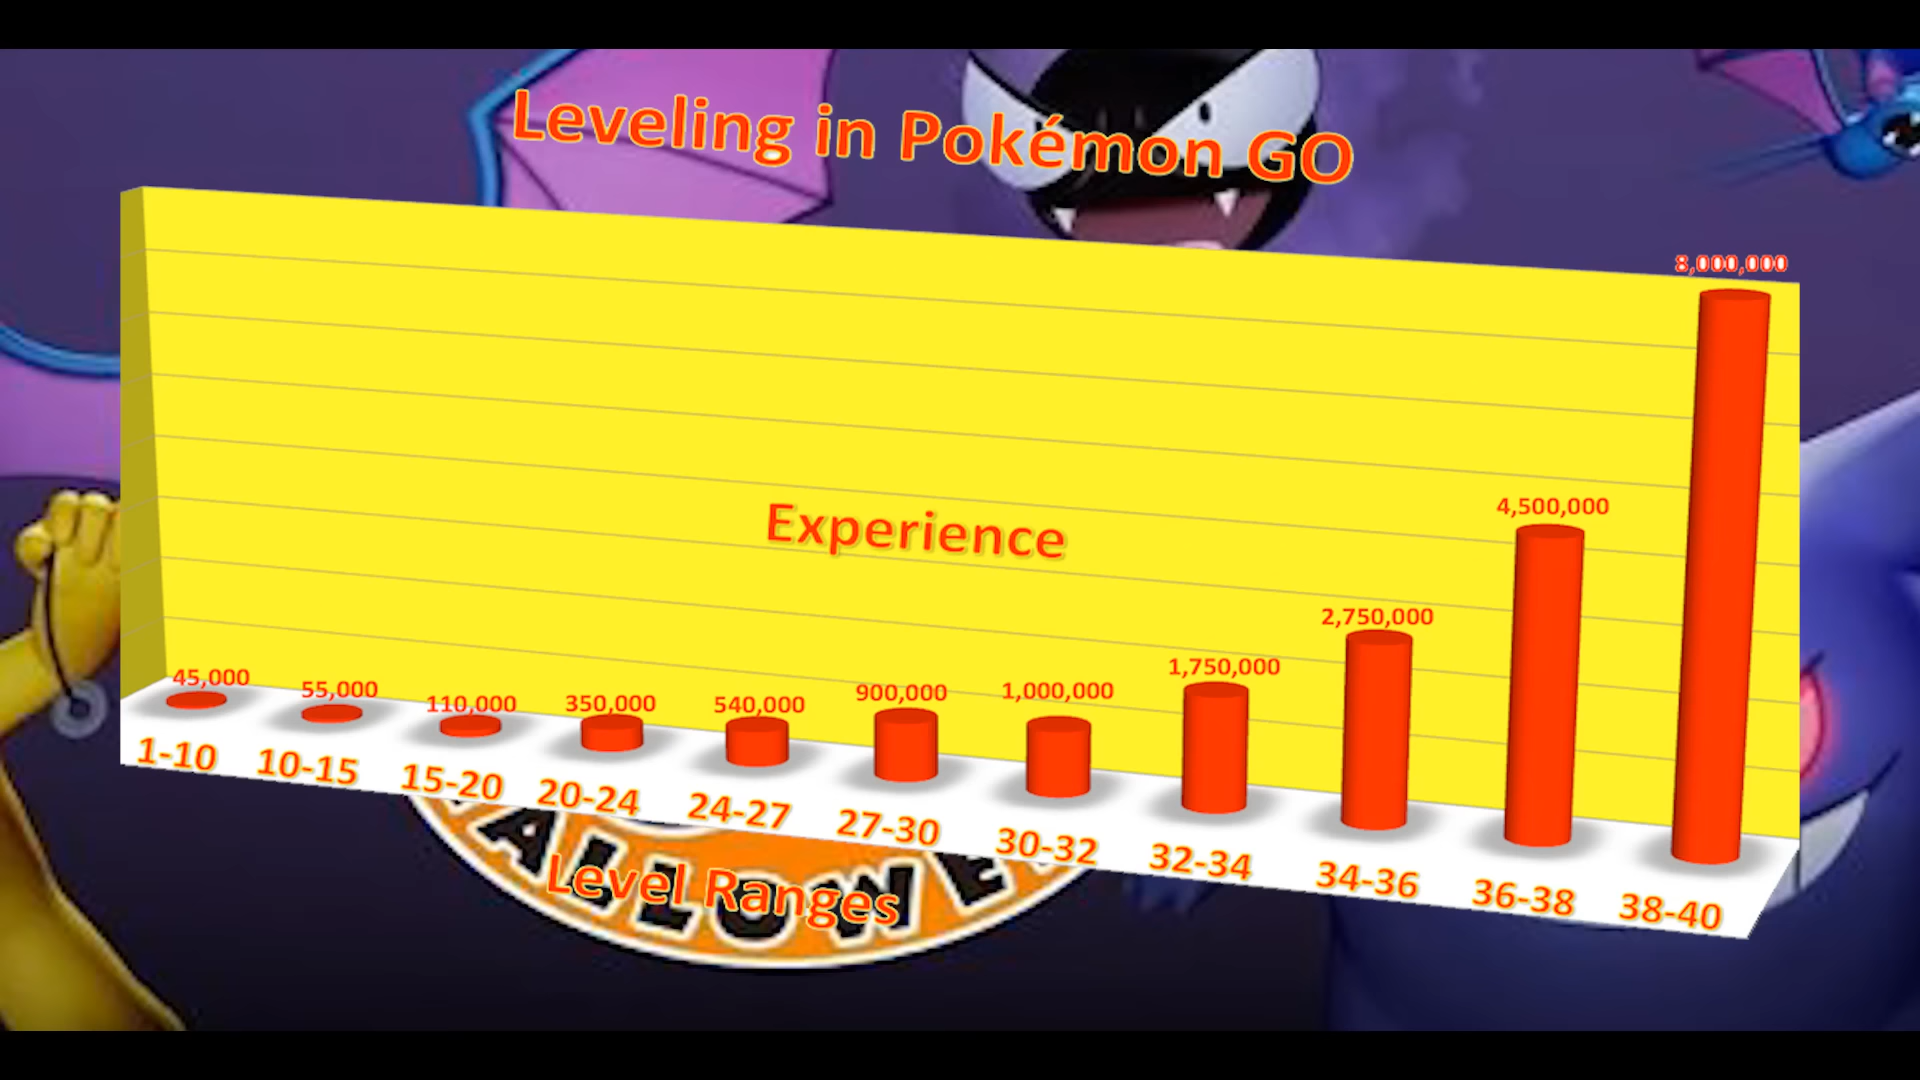 Leveling in Pokémon GO
8,000,000
Experience
4,500,000
2,750,000
1,750,000
45,000 55,000 110,000 350,000 540,000 900,000 1,000,000
1-10 10-15 15-20 20-24 24-27 27-30 30-32 32-34 34-36 36-38 38-40
ALLOWE
Level Ranges